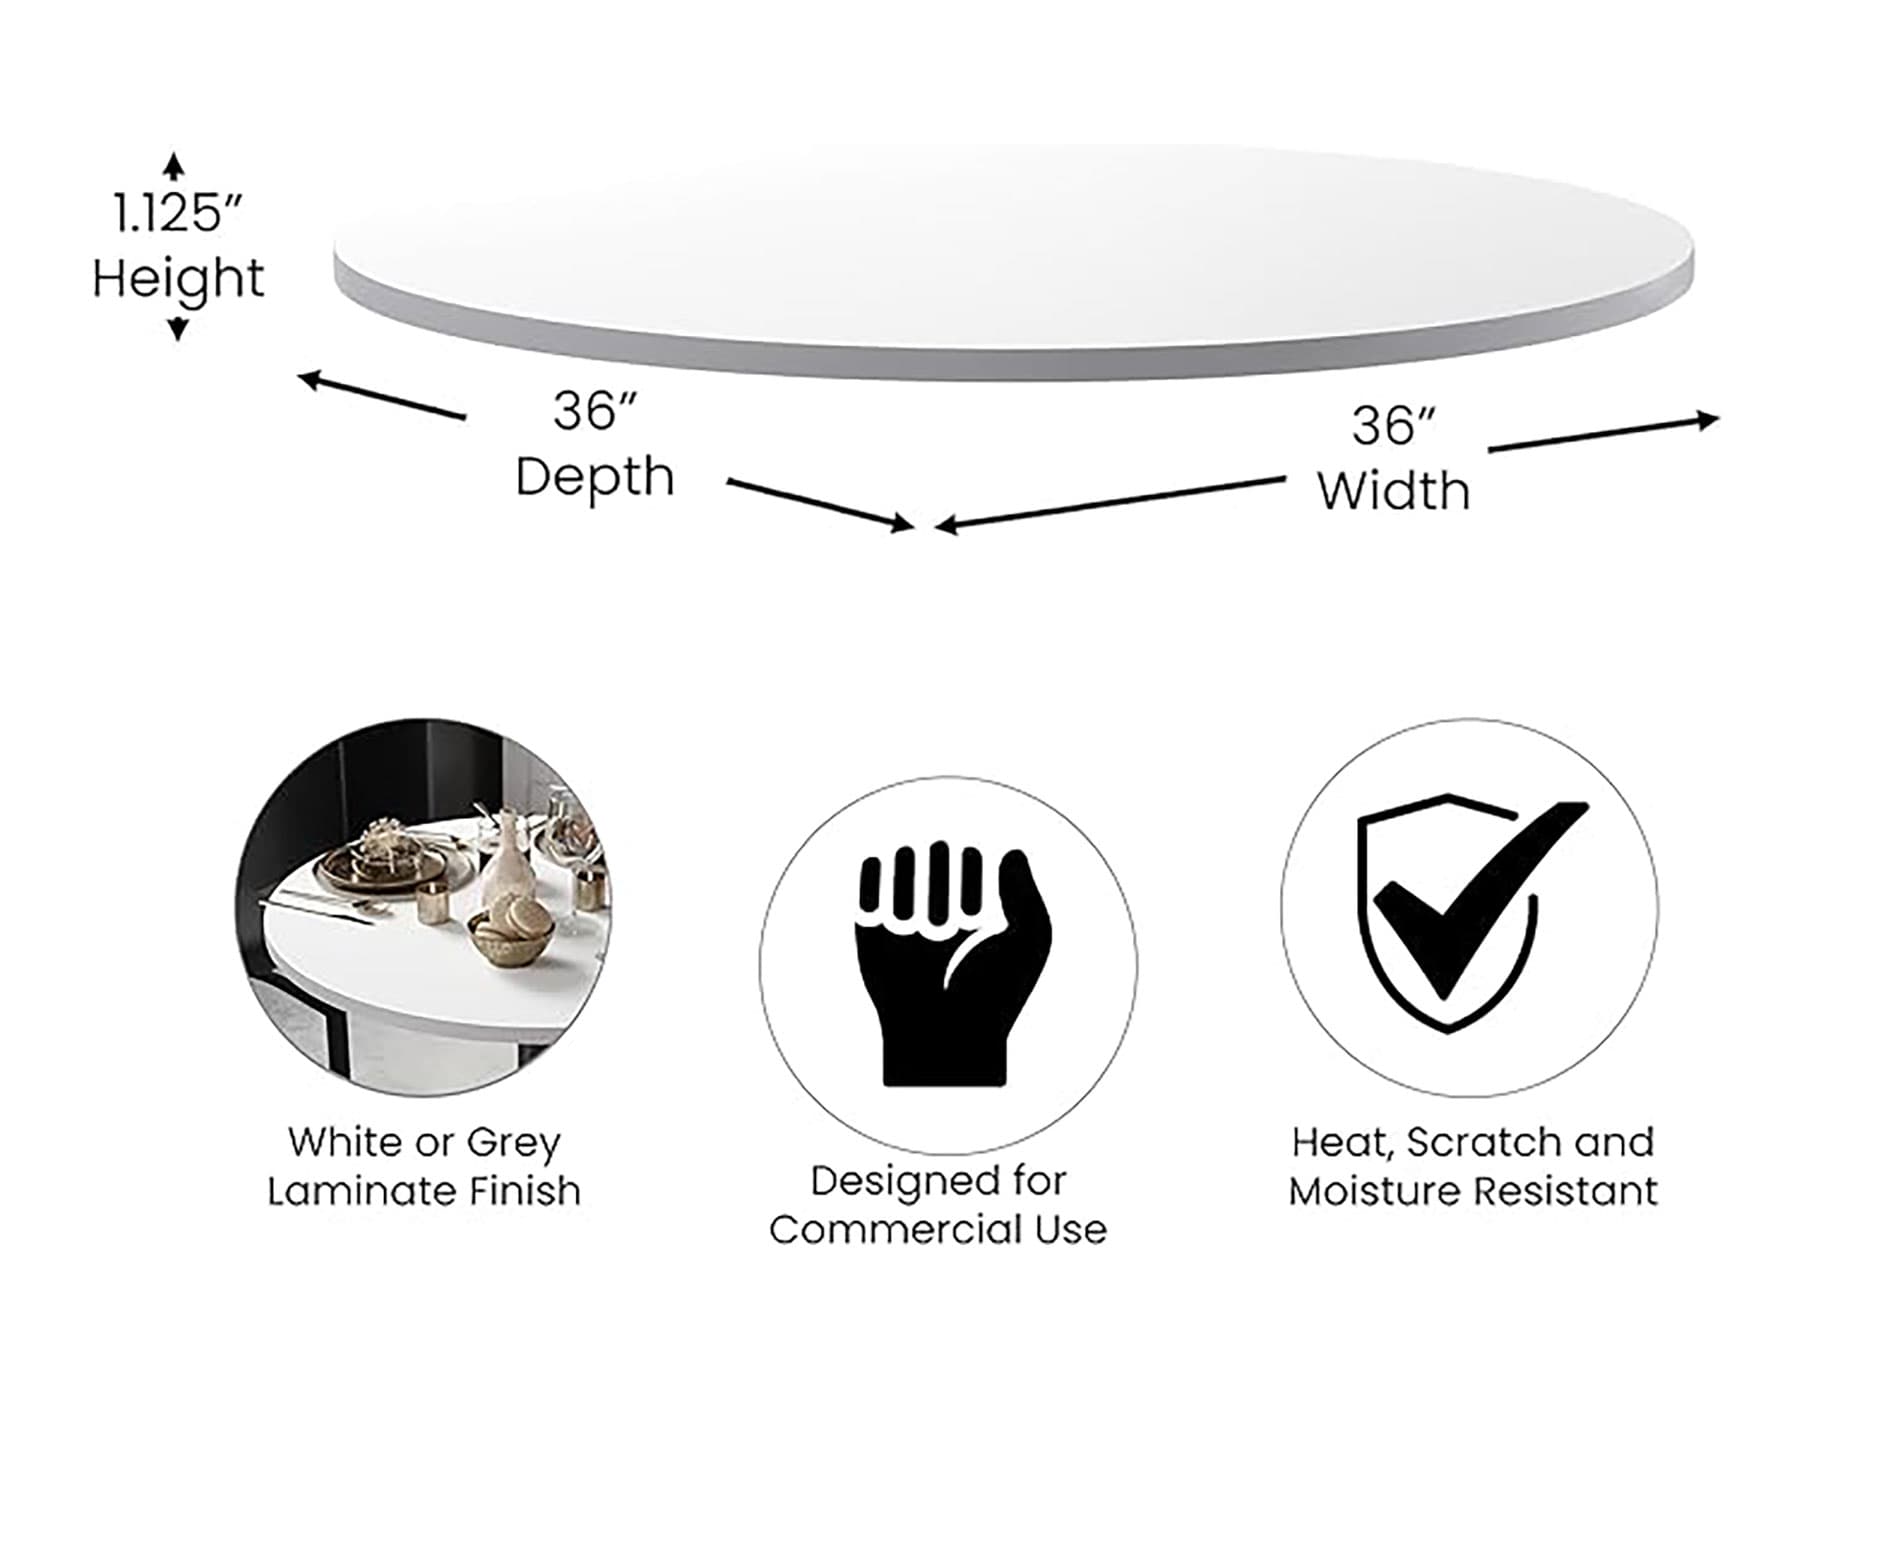 1.125”
Height
36”
Depth
36”
Width
White or Grey
Laminate Finish
Designed for
Commercial Use
Heat, Scratch and
Moisture Resistant